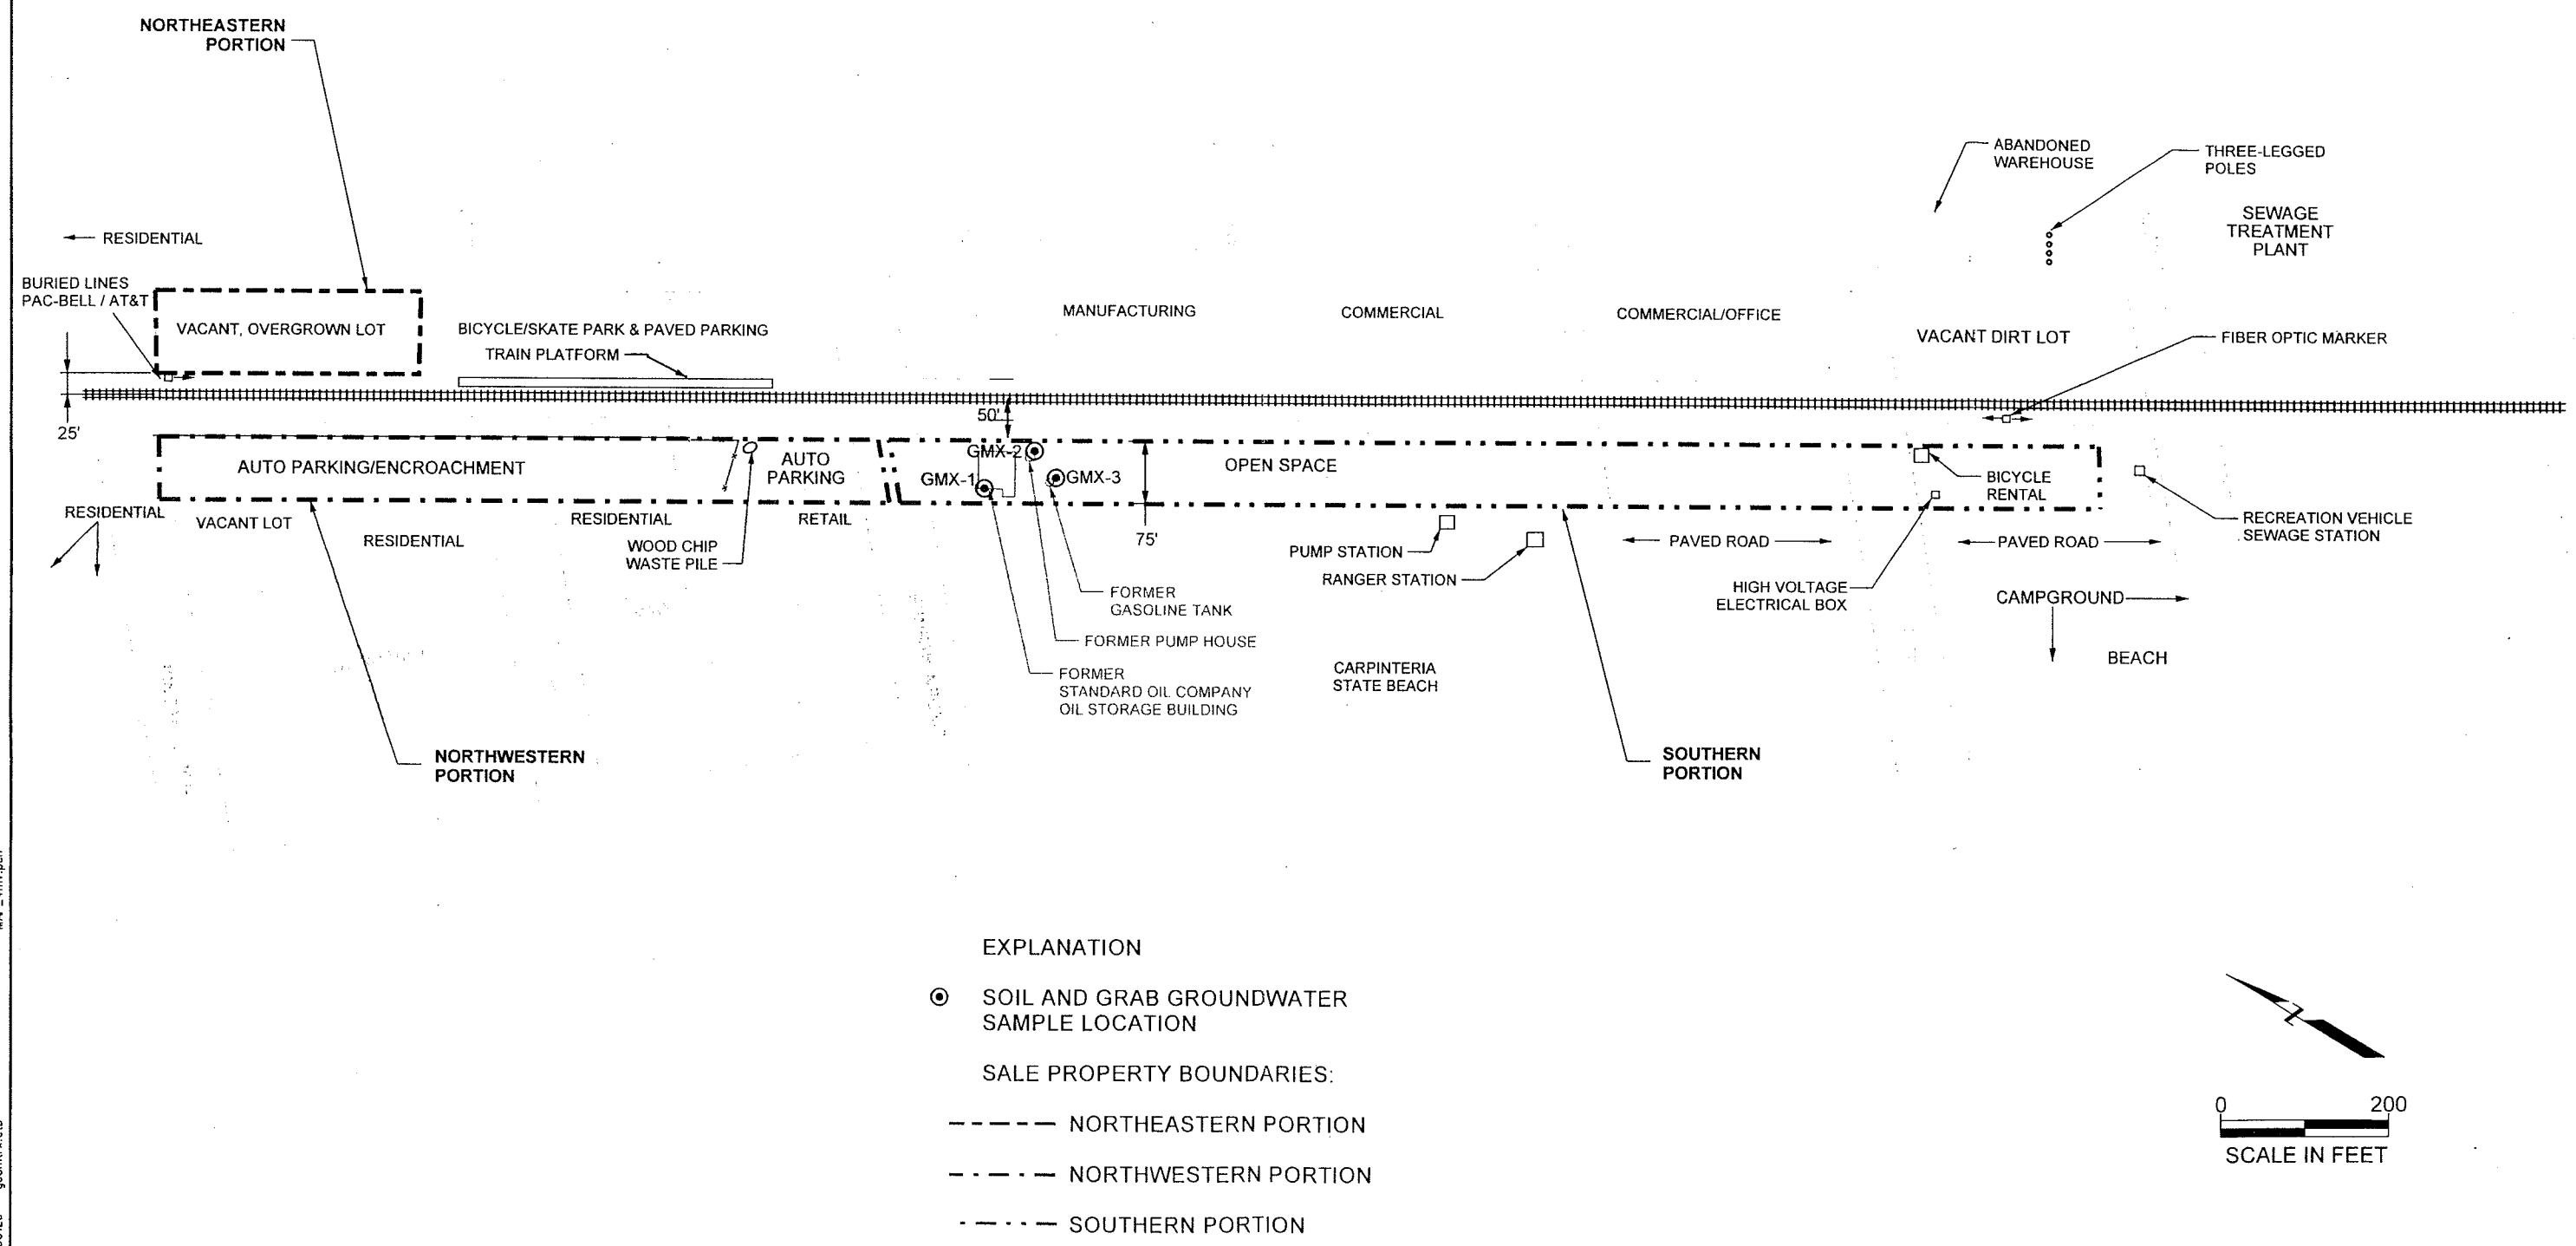 NORTHEASTERN
PORTION
ABANDONED
WAREHOUSE
THREE-LEGGED
POLES
SEWAGE
TREATMENT
PLANT
RESIDENTIAL
BURIED LINES
PAC-BELL / AT&T
VACANT, OVERGROWN LOT
BICYCLE/SKATE PARK & PAVED PARKING
TRAIN PLATFORM
MANUFACTURING
COMMERCIAL
COMMERCIAL/OFFICE
VACANT DIRT LOT
FIBER OPTIC MARKER
25'
50'
AUTO PARKING/ENCROACHMENT
AUTO
PARKING
GMX-2
GMX-1
GMX-3
OPEN SPACE
BICYCLE
RENTAL
RESIDENTIAL
VACANT LOT
RESIDENTIAL
RESIDENTIAL
RETAIL
WOOD CHIP
WASTE PILE
75'
PUMP STATION
RANGER STATION
PAVED ROAD
PAVED ROAD
RECREATION VEHICLE
SEWAGE STATION
HIGH VOLTAGE
ELECTRICAL BOX
CAMPGROUND
BEACH
FORMER
GASOLINE TANK
FORMER PUMP HOUSE
FORMER
STANDARD OIL COMPANY
OIL STORAGE BUILDING
CARPINTERIA
STATE BEACH
NORTHWESTERN
PORTION
SOUTHERN
PORTION
EXPLANATION
SOIL AND GRAB GROUNDWATER
SAMPLE LOCATION
SALE PROPERTY BOUNDARIES:
NORTHEASTERN PORTION
NORTHWESTERN PORTION
SOUTHERN PORTION
Z
0 200
SCALE IN FEET